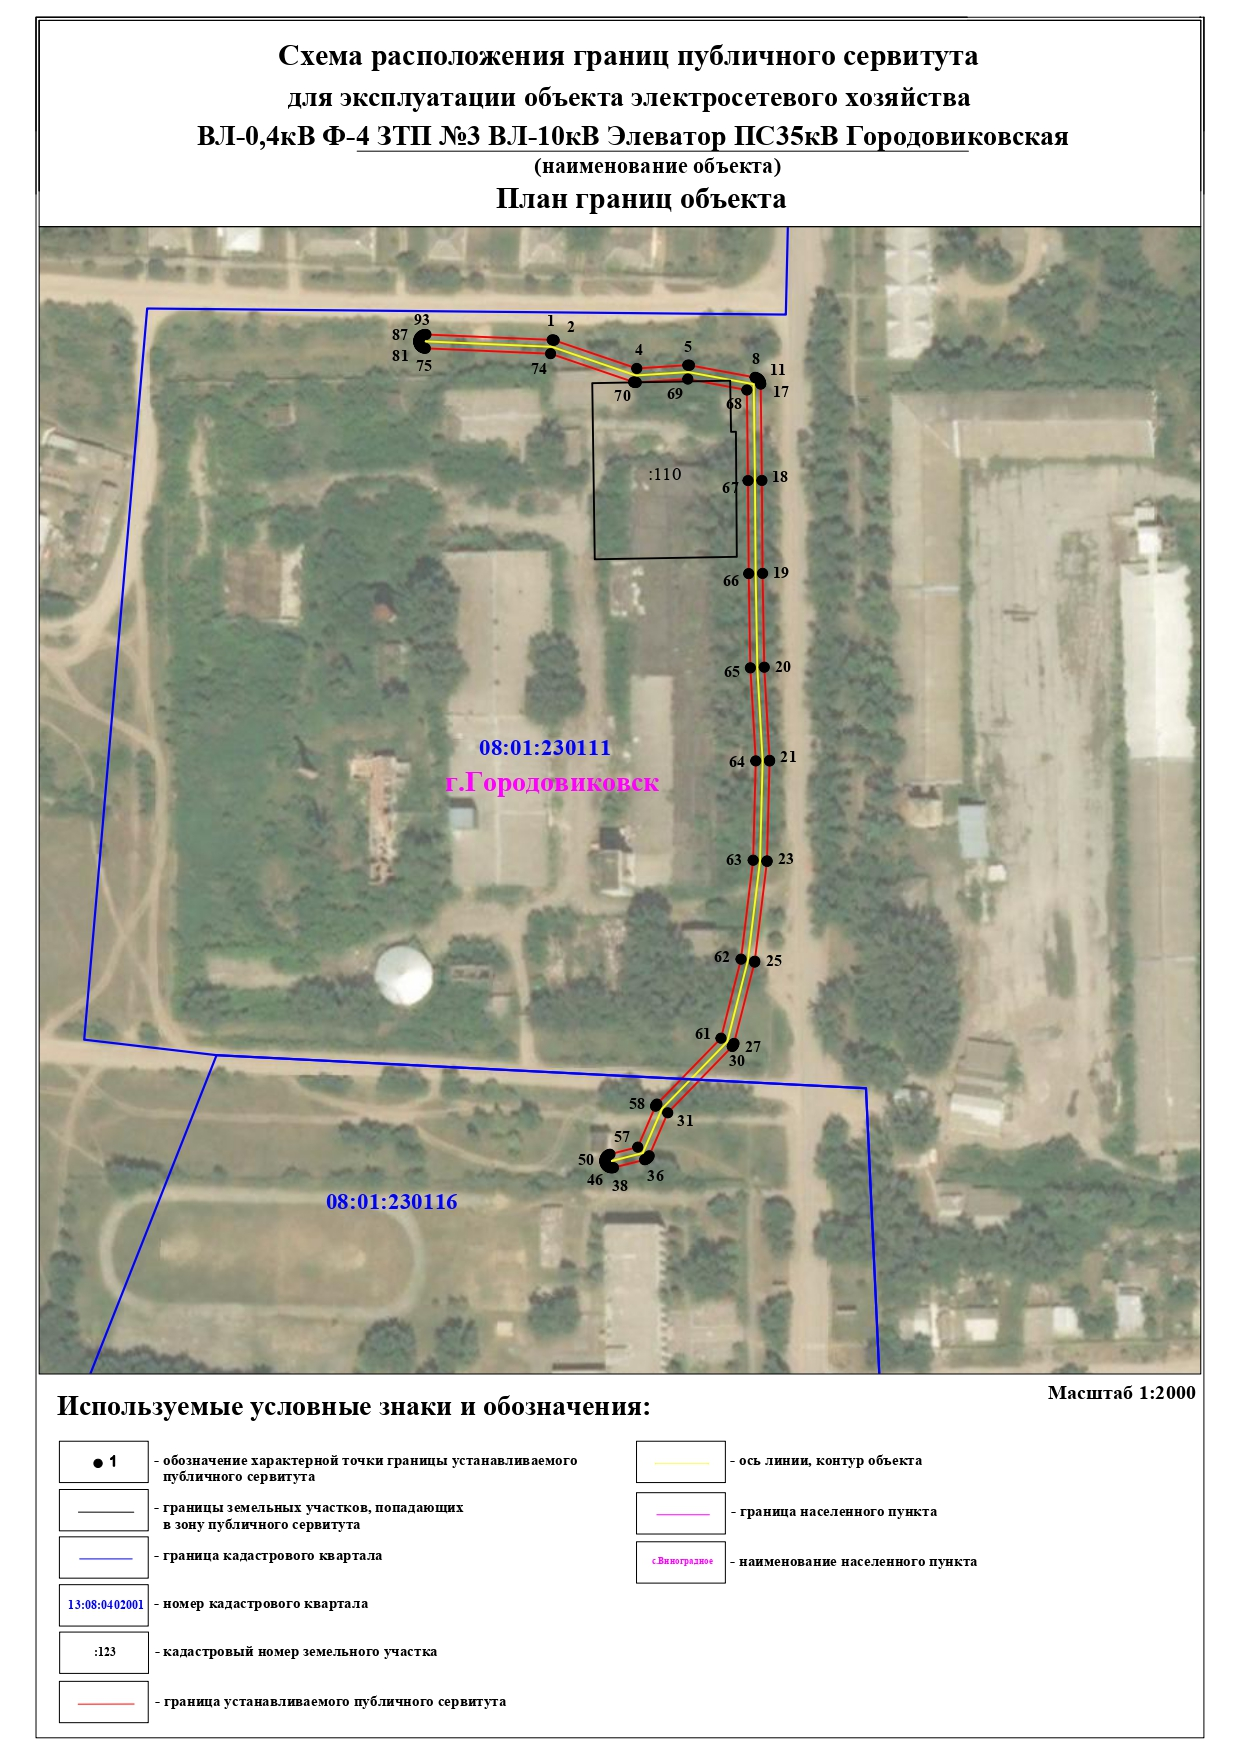 Схема расположения границ публичного сервитута
для эксплуатации объекта электросетевого хозяйства
ВЛ-0,4кВ Ф-4 ЗТП №3 ВЛ-10кВ Элеватор ПС35кВ Городовиковская
(наименование объекта)
План границ объекта
93
87
81
75
1
2
74
4
5
70
69
8
11
17
68
:110
67
18
66
19
65
20
64
21
08:01:230111
г.Городовиковск
63
23
62
25
61
27
30
58
31
57
50
46
38
36
08:01:230116
Масштаб 1:2000
Используемые условные знаки и обозначения:
1
- обозначение характерной точки границы устанавливаемого
публичного сервитута
- границы земельных участков, попадающих
в зону публичного сервитута
- граница кадастрового квартала
13:08:0402001
- номер кадастрового квартала
:123
- кадастровый номер земельного участка
- граница устанавливаемого публичного сервитута
- ось линии, контур объекта
- граница населенного пункта
с.Виноградное
- наименование населенного пункта